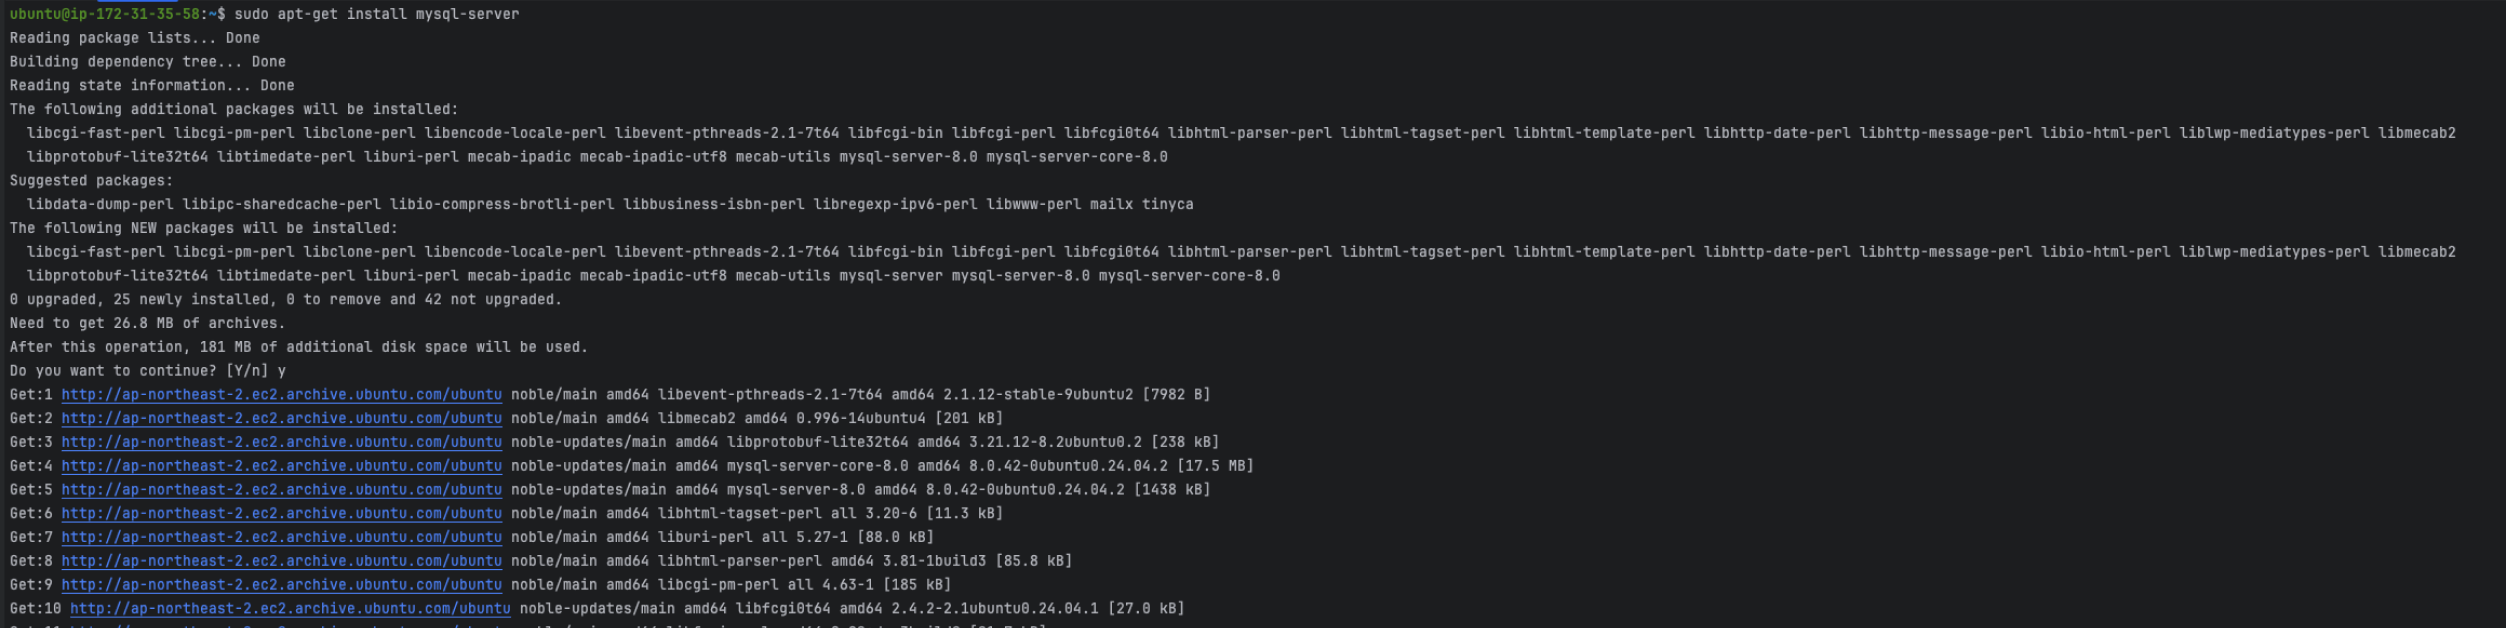 ubuntu@ip-172-31-35-58:~$ sudo apt-get install mysql-server
Reading package lists... Done
Building dependency tree... Done
Reading state information... Done
The following additional packages will be installed:
  libcgi-fast-perl libcgi-pm-perl libclone-perl libencode-locale-perl libevent-pthreads-2.1-7t64 libfcgi-bin libfcgi-perl libfcgi0t64 libhtml-parser-perl libhtml-tagset-perl libhtml-template-perl libhttp-date-perl libhttp-message-perl libio-html-perl liblwp-mediatypes-perl libmecab2
  libprotobuf-lite32t64 libtimedate-perl liburi-perl mecab-ipadic mecab-ipadic-utf8 mecab-utils mysql-server-8.0 mysql-server-core-8.0
Suggested packages:
  libdata-dump-perl libipc-sharedcache-perl libio-compress-brotli-perl libbusiness-isbn-perl libregexp-ipv6-perl libwww-perl mailx tinyca
The following NEW packages will be installed:
  libcgi-fast-perl libcgi-pm-perl libclone-perl libencode-locale-perl libevent-pthreads-2.1-7t64 libfcgi-bin libfcgi-perl libfcgi0t64 libhtml-parser-perl libhtml-tagset-perl libhtml-template-perl libhttp-date-perl libhttp-message-perl libio-html-perl liblwp-mediatypes-perl libmecab2
  libprotobuf-lite32t64 libtimedate-perl liburi-perl mecab-ipadic mecab-ipadic-utf8 mecab-utils mysql-server mysql-server-8.0 mysql-server-core-8.0
0 upgraded, 25 newly installed, 0 to remove and 42 not upgraded.
Need to get 26.8 MB of archives.
After this operation, 181 MB of additional disk space will be used.
Do you want to continue? [Y/n] y
Get:1 http://ap-northeast-2.ec2.archive.ubuntu.com/ubuntu noble/main amd64 libevent-pthreads-2.1-7t64 amd64 2.1.12-stable-9ubuntu2 [7982 B]
Get:2 http://ap-northeast-2.ec2.archive.ubuntu.com/ubuntu noble/main amd64 libmecab2 amd64 0.996-14ubuntu4 [201 kB]
Get:3 http://ap-northeast-2.ec2.archive.ubuntu.com/ubuntu noble-updates/main amd64 libprotobuf-lite32t64 amd64 3.21.12-8.2ubuntu0.2 [238 kB]
Get:4 http://ap-northeast-2.ec2.archive.ubuntu.com/ubuntu noble-updates/main amd64 mysql-server-core-8.0 amd64 8.0.42-0ubuntu0.24.04.2 [17.5 MB]
Get:5 http://ap-northeast-2.ec2.archive.ubuntu.com/ubuntu noble-updates/main amd64 mysql-server-8.0 amd64 8.0.42-0ubuntu0.24.04.2 [1438 kB]
Get:6 http://ap-northeast-2.ec2.archive.ubuntu.com/ubuntu noble/main amd64 libhtml-tagset-perl all 3.20-6 [11.3 kB]
Get:7 http://ap-northeast-2.ec2.archive.ubuntu.com/ubuntu noble/main amd64 liburi-perl all 5.27-1 [88.0 kB]
Get:8 http://ap-northeast-2.ec2.archive.ubuntu.com/ubuntu noble/main amd64 libhtml-parser-perl amd64 3.81-1build3 [85.8 kB]
Get:9 http://ap-northeast-2.ec2.archive.ubuntu.com/ubuntu noble/main amd64 libcgi-pm-perl all 4.63-1 [185 kB]
Get:10 http://ap-northeast-2.ec2.archive.ubuntu.com/ubuntu noble-updates/main amd64 libfcgi0t64 amd64 2.4.2-2.1ubuntu0.24.04.1 [27.0 kB]